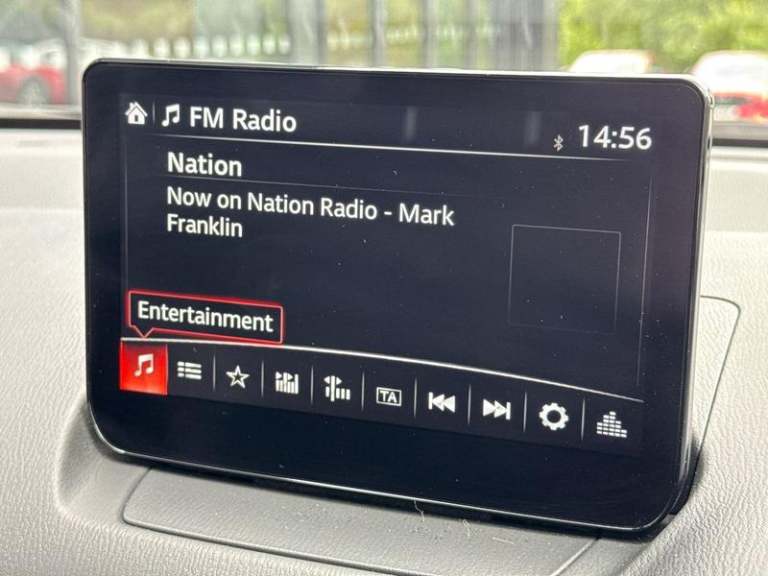 FM Radio
14:56
Nation
Now on Nation Radio - Mark
Franklin
Entertainment
TA